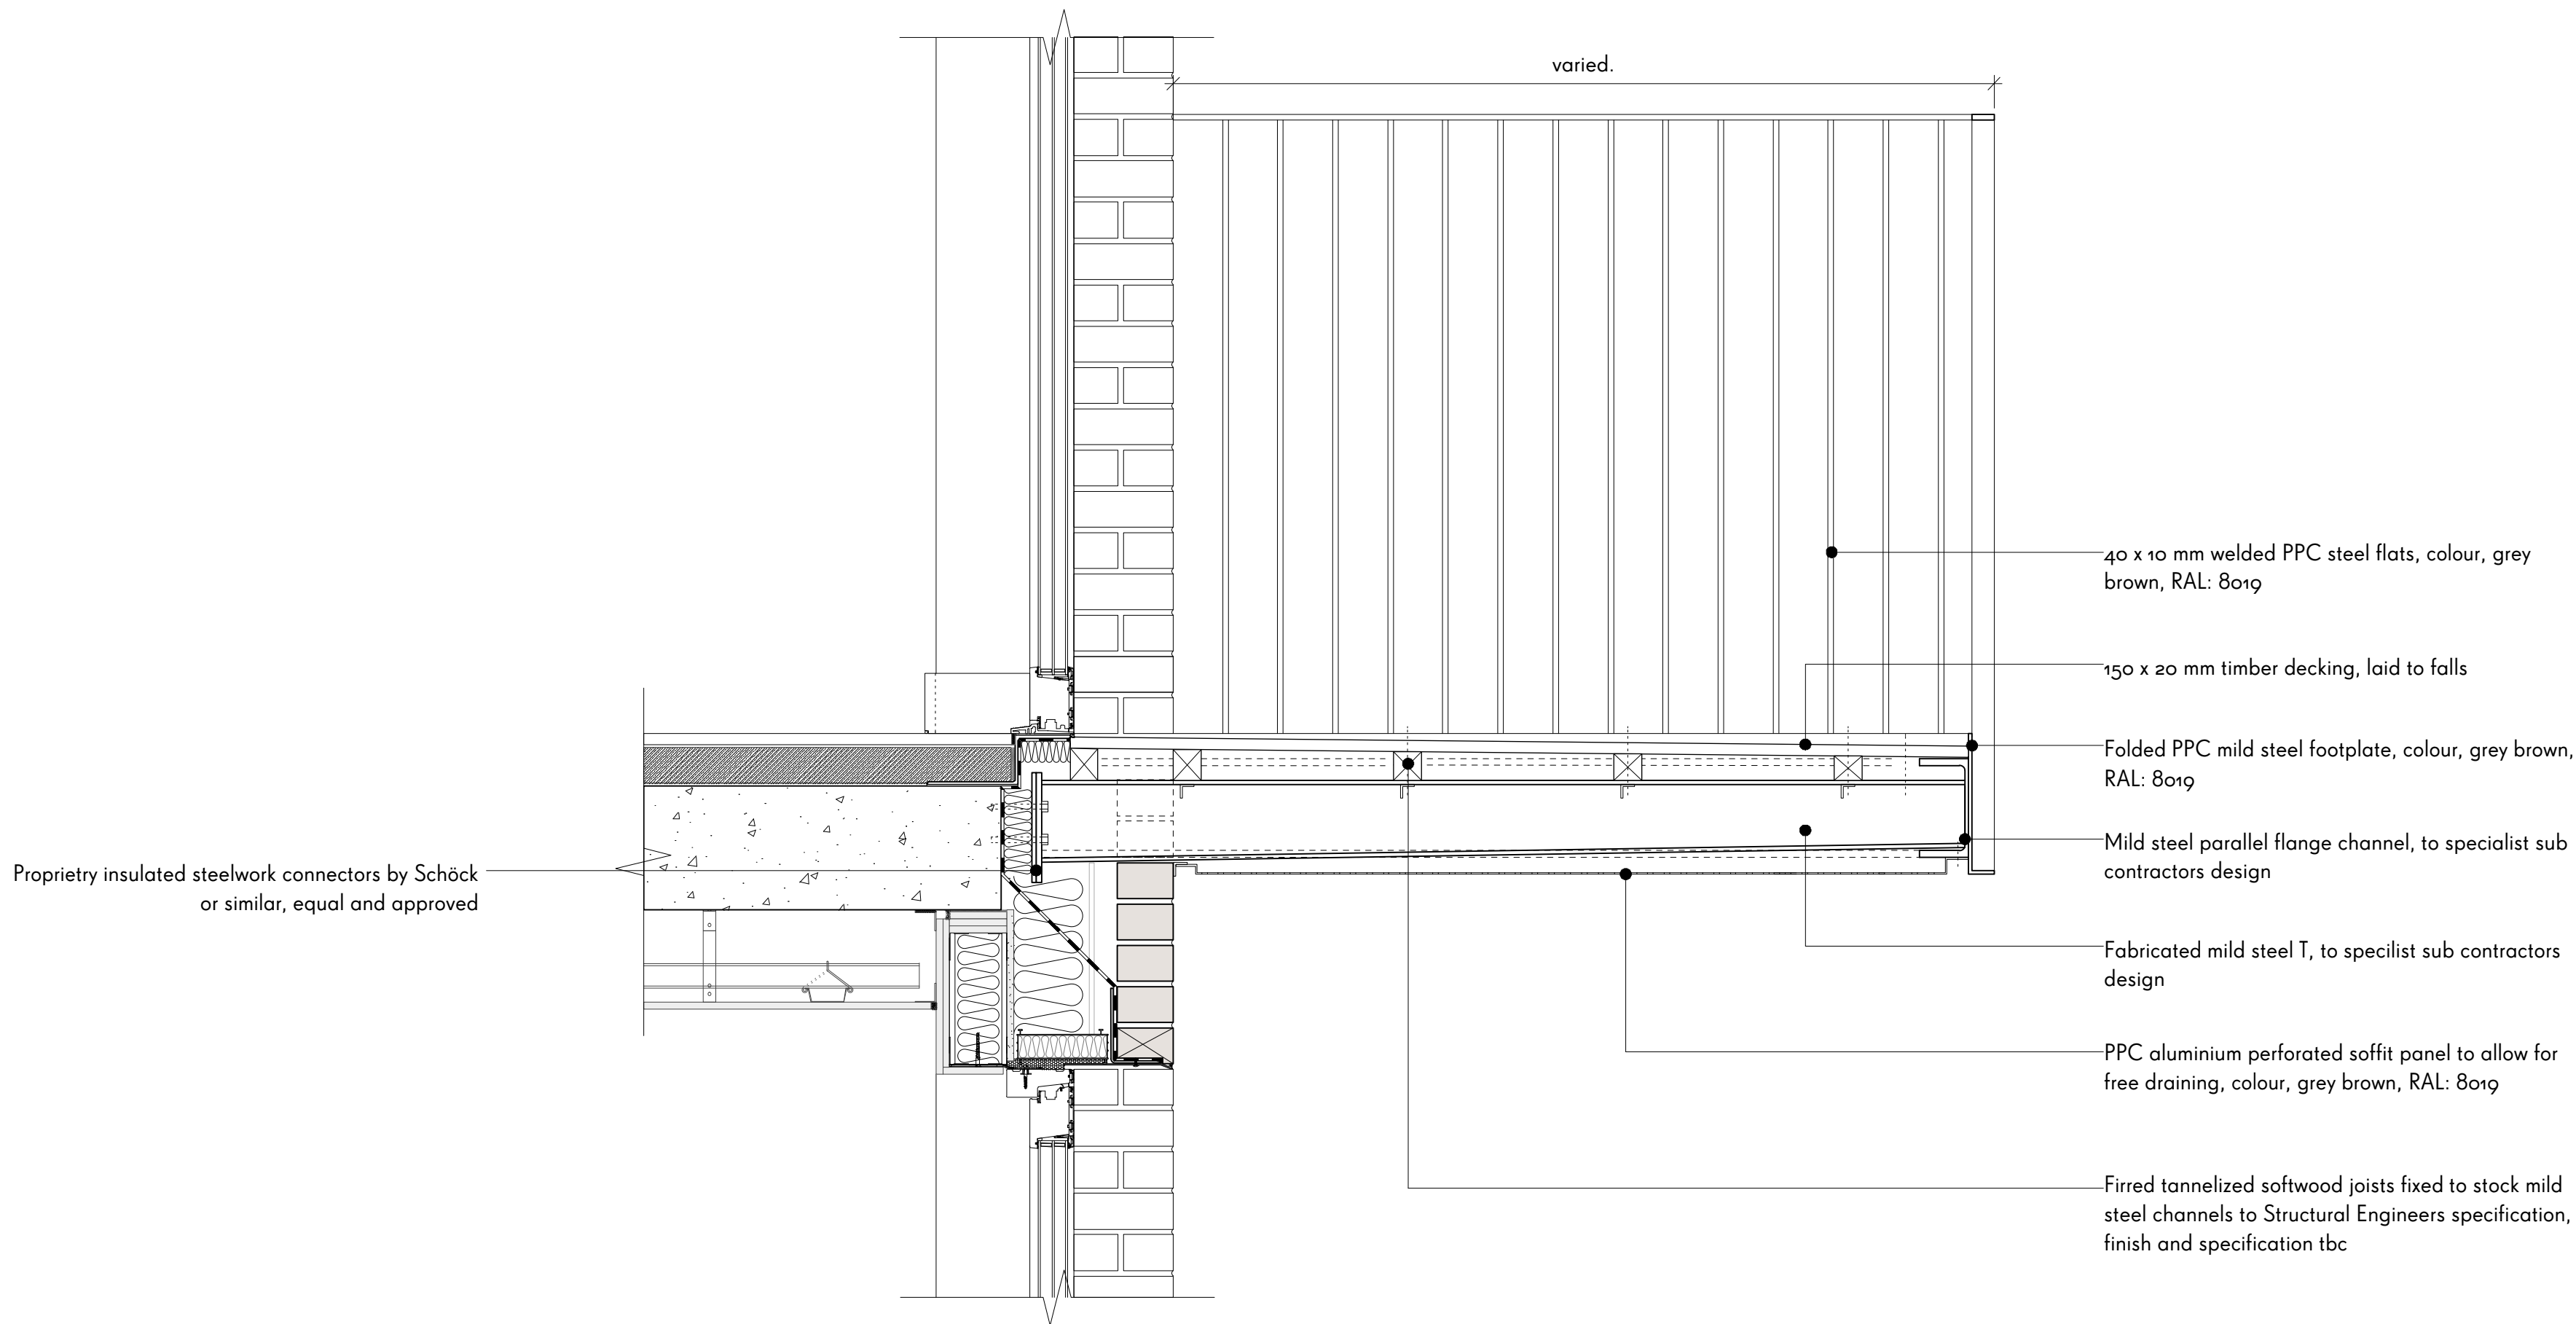 varied.
40 x 10 mm welded PPC steel flats, colour, grey
brown, RAL: 8019
150 x 20 mm timber decking, laid to falls
Folded PPC mild steel footplate, colour, grey brown,
RAL: 8019
Mild steel parallel flange channel, to specialist sub
contractors design
Proprietry insulated steelwork connectors by Schöck
or similar, equal and approved
Fabricated mild steel T, to specilist sub contractors
design
PPC aluminium perforated soffit panel to allow for
free draining, colour, grey brown, RAL: 8019
Firred tannelized softwood joists fixed to stock mild
steel channels to Structural Engineers specification,
finish and specification tbc